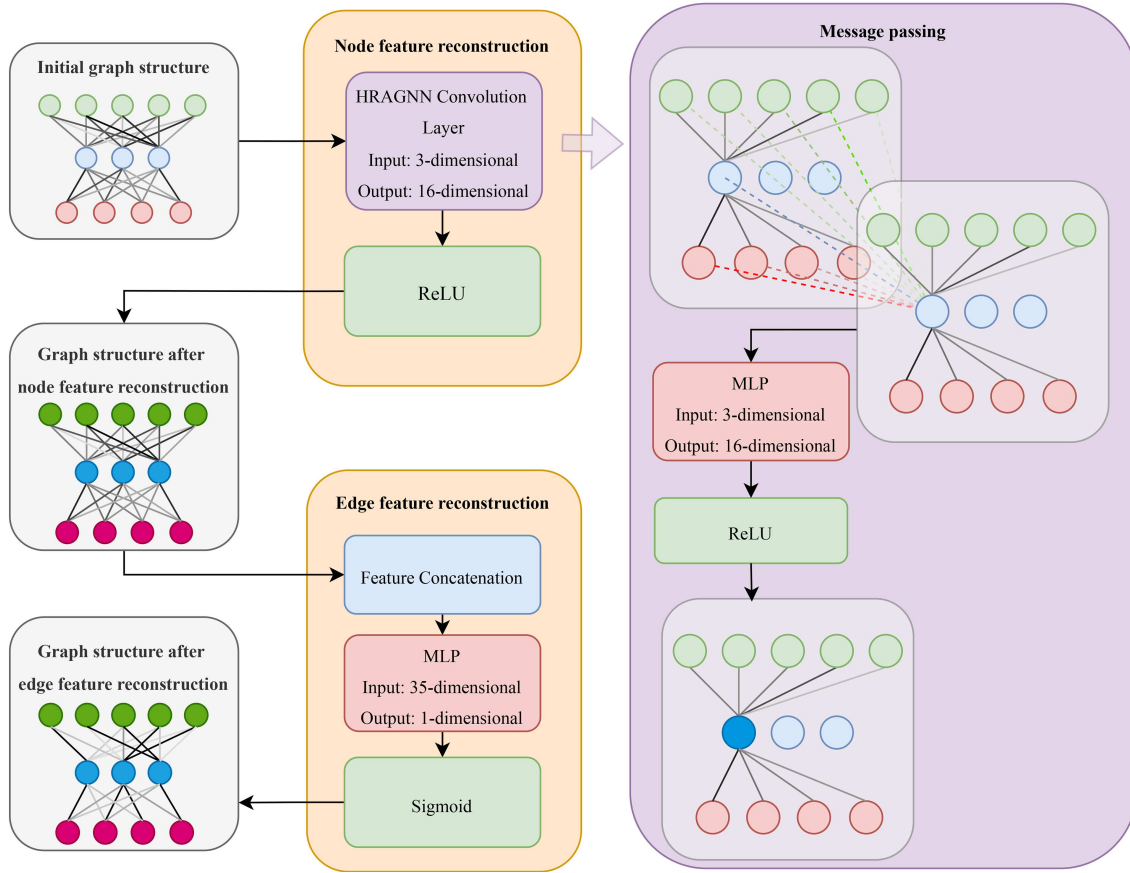 Initial graph structure
Node feature reconstruction
HRAGNN Convolution
Layer
Input: 3-dimensional
Output: 16-dimensional
ReLU
Graph structure after
node feature reconstruction
Edge feature reconstruction
Feature Concatenation
MLP
Input: 35-dimensional
Output: 1-dimensional
Sigmoid
Graph structure after
edge feature reconstruction
Message passing
MLP
Input: 3-dimensional
Output: 16-dimensional
ReLU